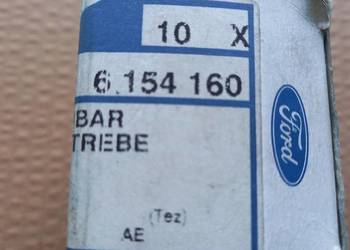 10 X
6 154 160
BAR
TREBE
(Tez)
AE
Ford